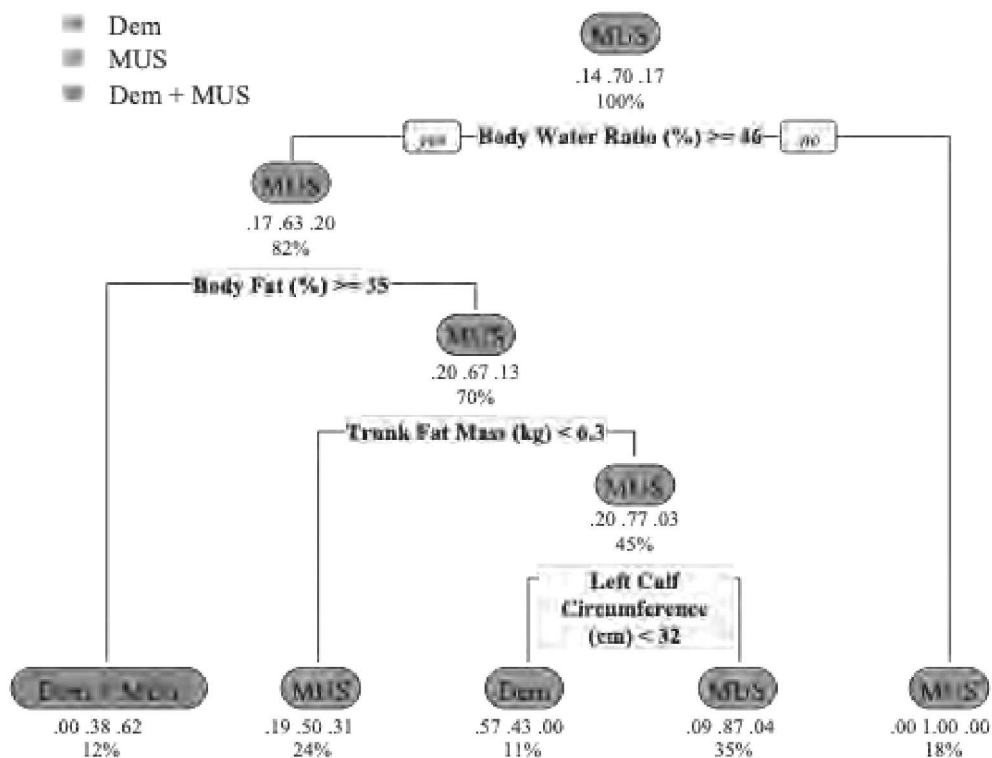 Dem
MUS
Dem + MUS
MUS
.14 .70 .17
100%
yes Body Water Ratio (%) >= 46 no
MUS
.17 .63 .20
82%
Body Fat (%) >= 35
MUS
.20 .67 .13
70%
Trunk Fat Mass (kg) < 6.3
MUS
.20 .77 .03
45%
Left Calf
Circumference
(cm) < 32
Dem + MUS MUS Dem MUS MUS
.00 .38 .62 .19 .50 .31 .57 .43 .00 .09 .87 .04 .00 1.00 .00
12% 24% 11% 35% 18%